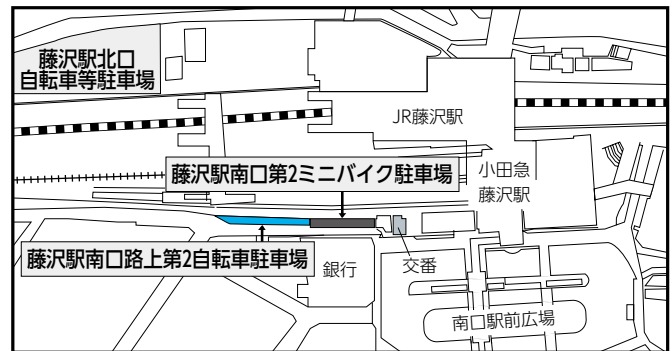 藤沢駅北口
自転車等駐車場
JR藤沢駅
藤沢駅南口第2ミニバイク駐車場
小田急
藤沢駅
藤沢駅南口路上第2自転車駐車場
銀行
交番
南口駅前広場